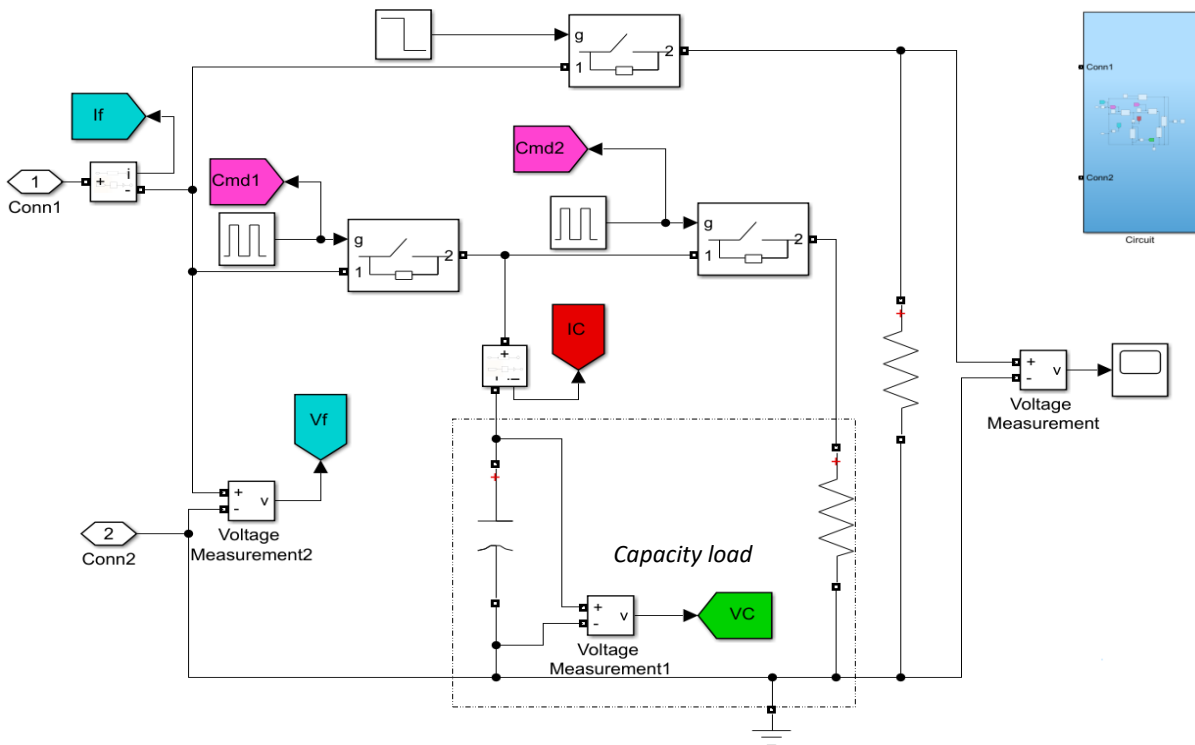 g
2
1
Conn1
If
i
+
-
Cmd2
1
Conn1
Cmd1
g
2
1
g
2
1
Conn2
Circuit
+
-
i
IC
+
Vf
+
-
v
Voltage
Measurement
+
-
v
Voltage
Measurement2
2
Conn2
+
+
Capacity load
+
-
v
VC
Voltage
Measurement1